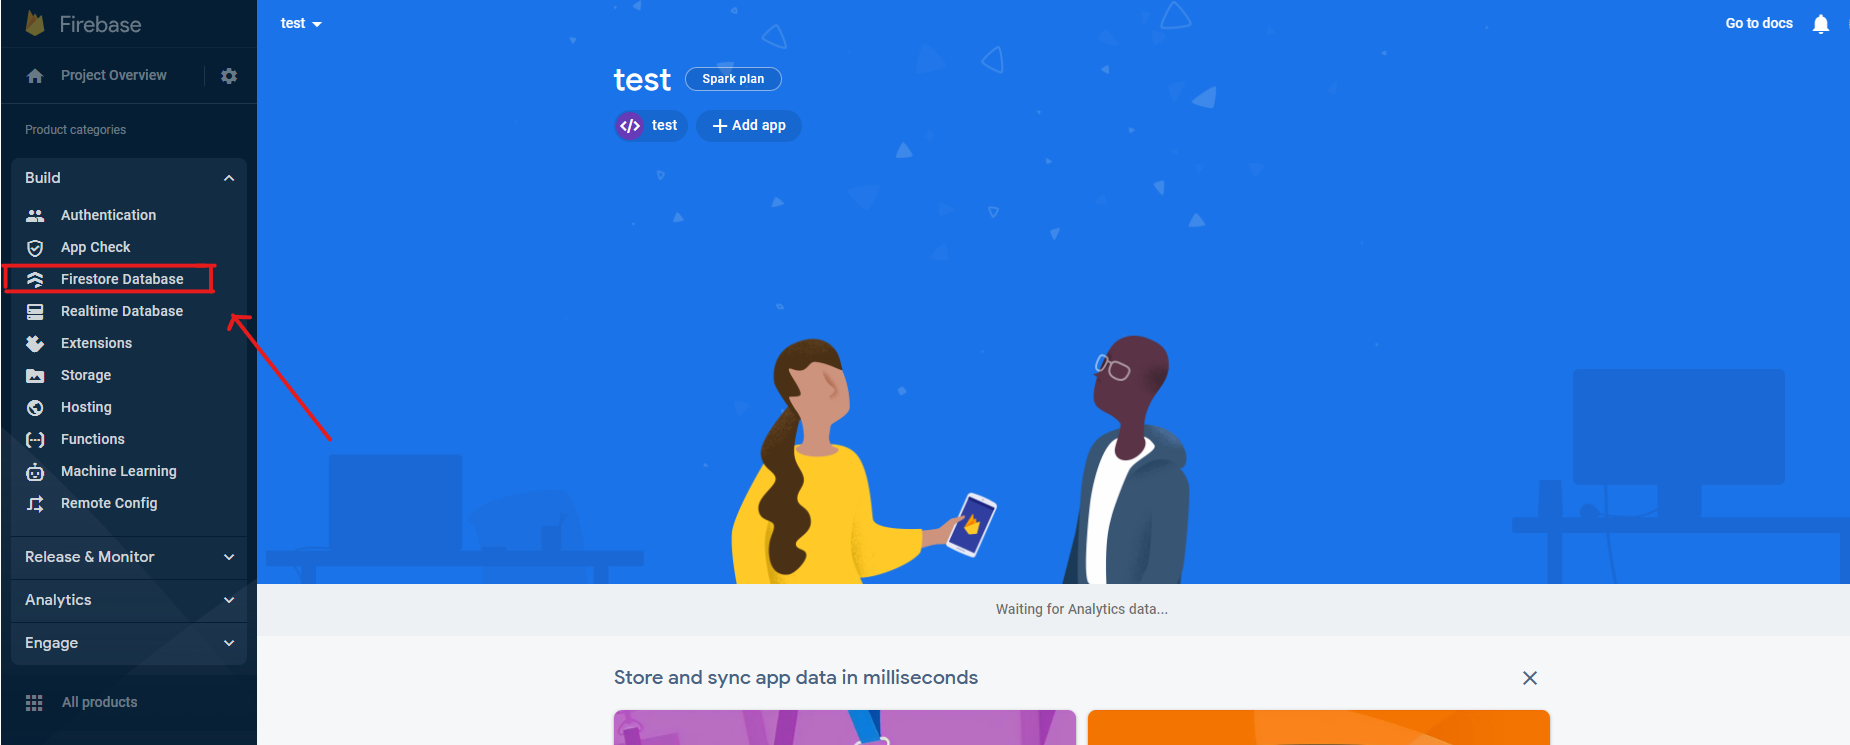 Firebase
Project Overview
Product categories
Build
Authentication
App Check
Firestore Database
Realtime Database
Extensions
Storage
Hosting
Functions
Machine Learning
Remote Config
Release & Monitor
Analytics
Engage
All products
test
Go to docs
test Spark plan
</> test + Add app
Waiting for Analytics data...
Store and sync app data in milliseconds